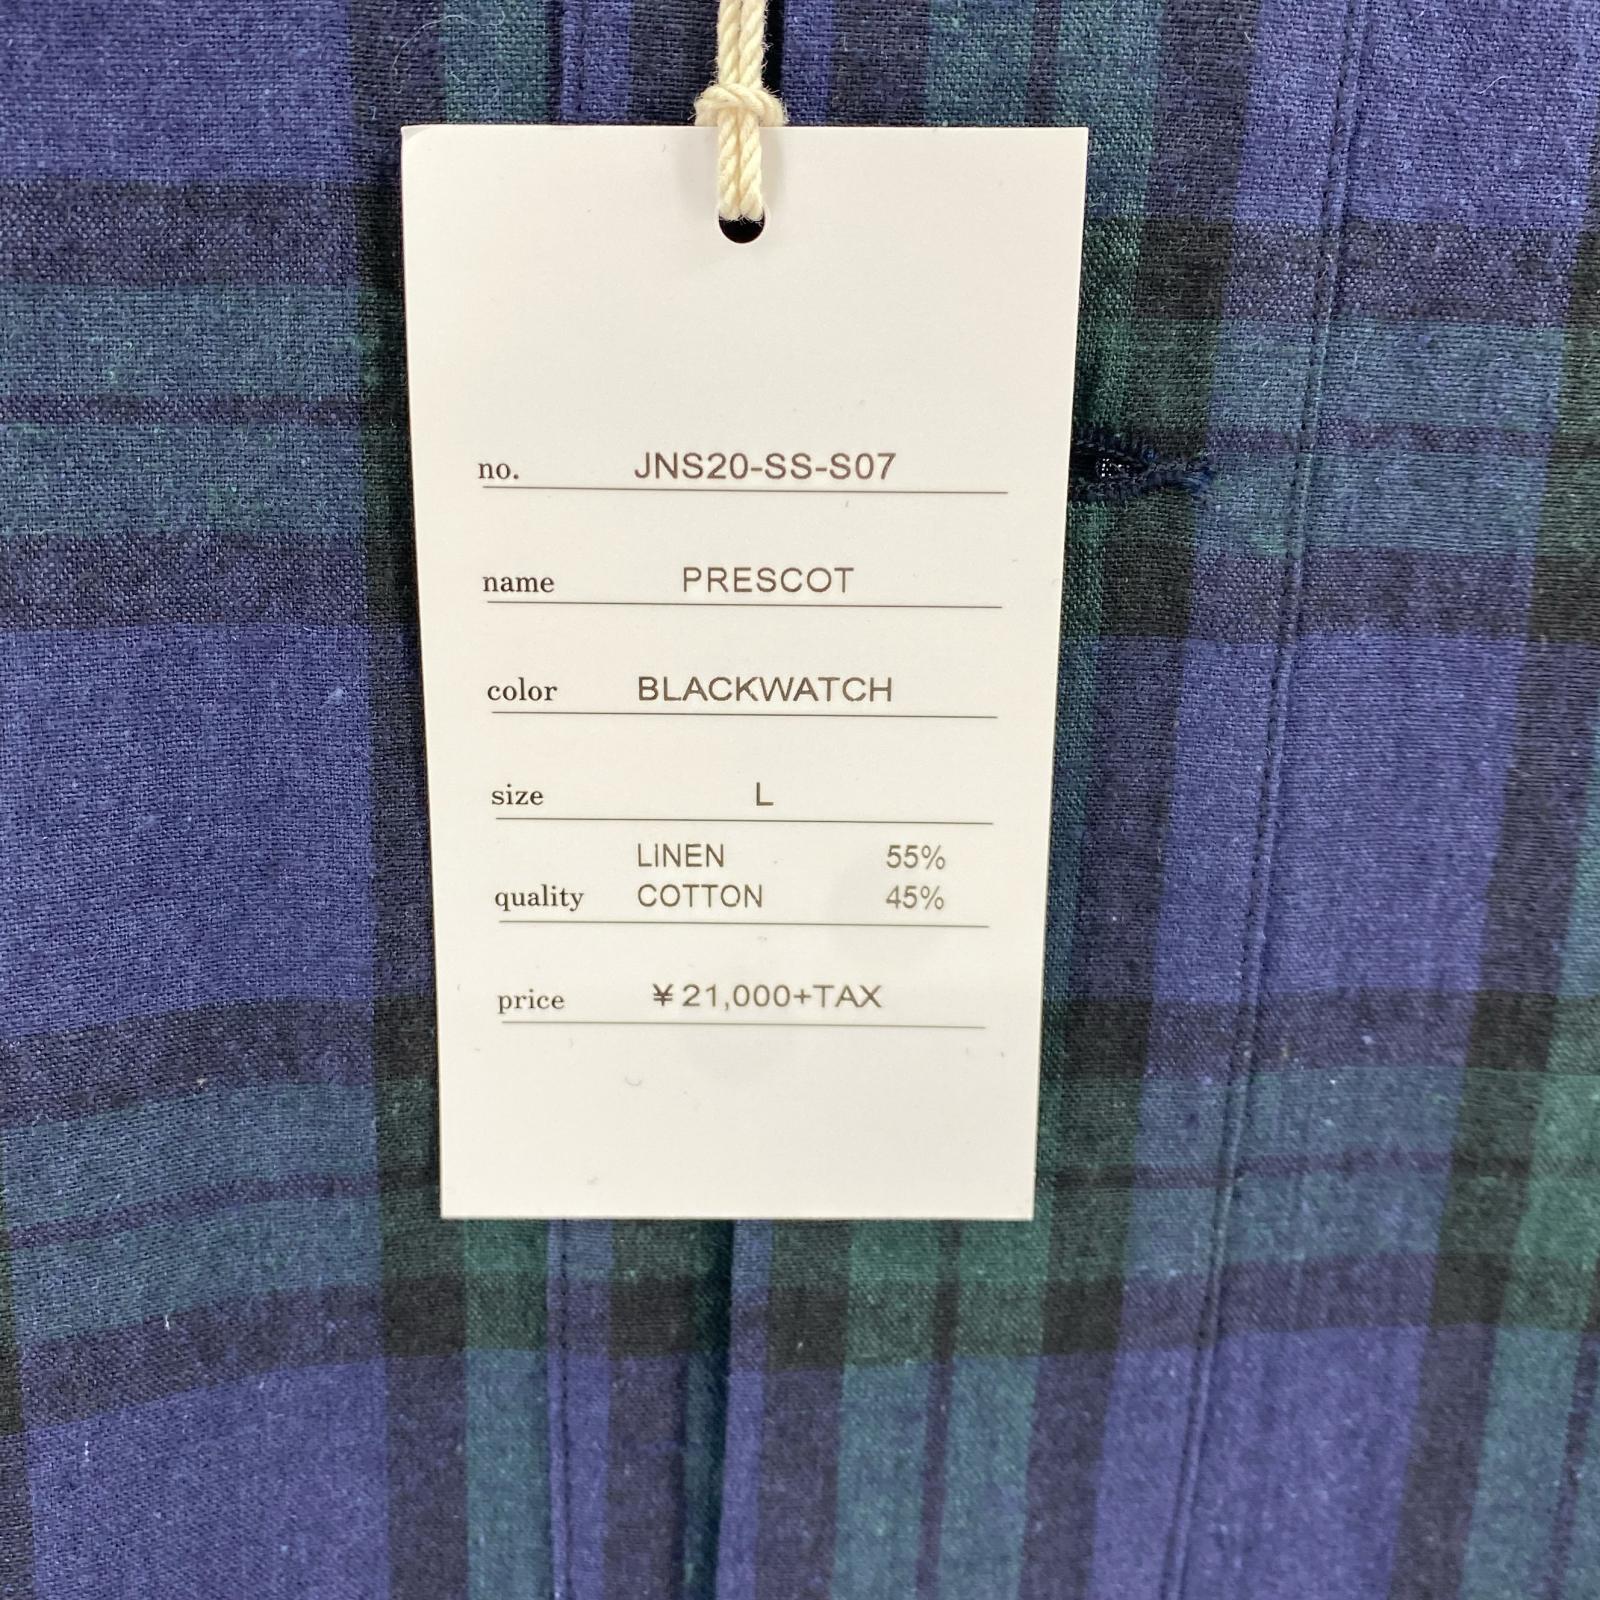 no. JNS20-SS-S07
name PRESCOT
color BLACKWATCH
size L
LINEN 55%
quality COTTON 45%
price ¥21,000+TAX